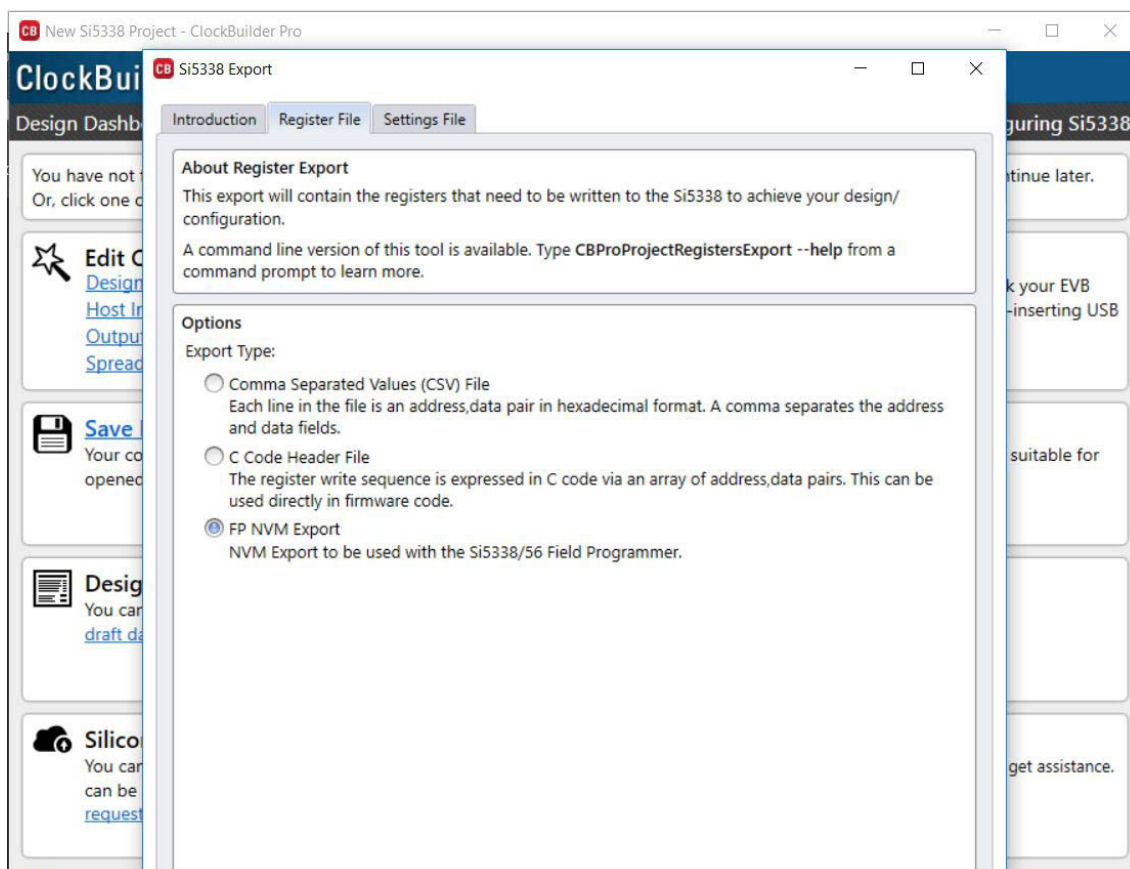 CB New Si5338 Project - ClockBuilder Pro
ClockBui
CB Si5338 Export
Design Dashb
guring Si5338
Introduction Register File Settings File
You have not
tinue later.
Or, click one
About Register Export
This export will contain the registers that need to be written to the Si5338 to achieve your design/
configuration.
A command line version of this tool is available. Type CBProProjectRegistersExport --help from a
command prompt to learn more.
Edit C
Design
Host In
Output
Spread
k your EVB
-inserting USB
Options
Export Type:
Comma Separated Values (CSV) File
Each line in the file is an address,data pair in hexadecimal format. A comma separates the address
and data fields.
C Code Header File
The register write sequence is expressed in C code via an array of address,data pairs. This can be
used directly in firmware code.
FP NVM Export
NVM Export to be used with the Si5338/56 Field Programmer.
Save
Your co
opened
suitable for
Desig
You can
draft da
Silico
You can
can be
request
get assistance.